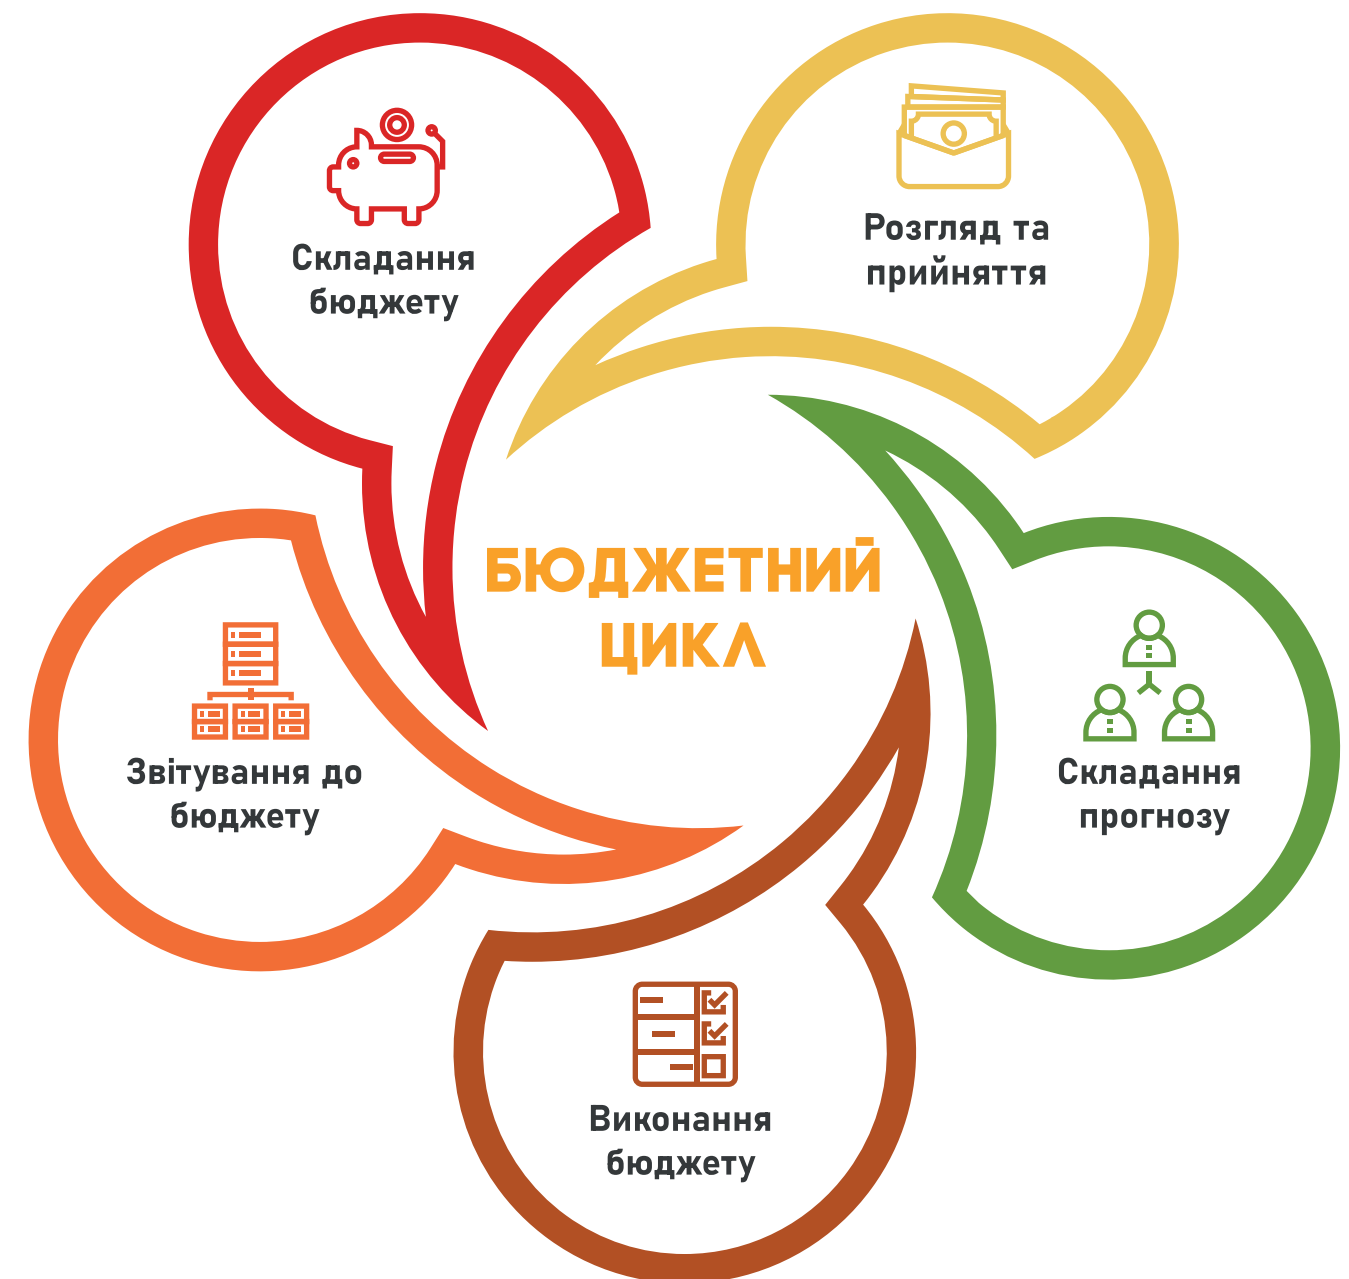 Складання
бюджету
Розгляд та
прийняття
БЮДЖЕТНИЙ
ЦИКЛ
Звітування до
бюджету
Складання
прогнозу
Виконання
бюджету